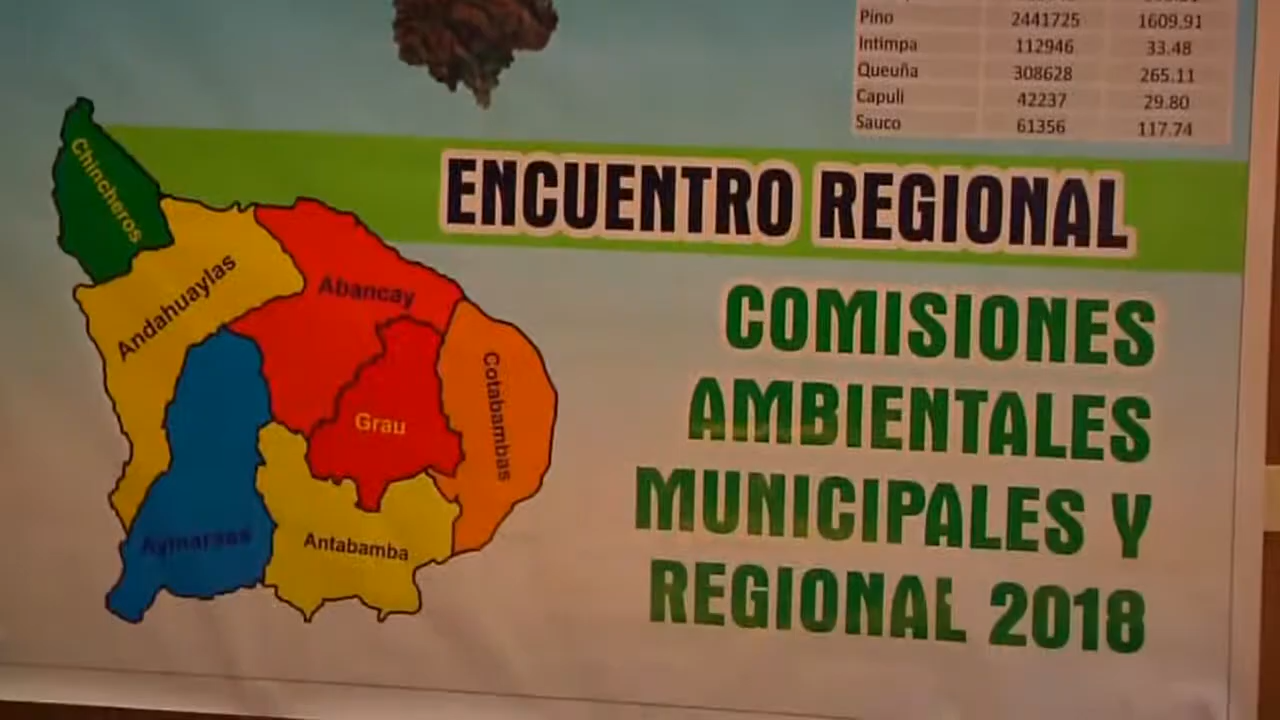 Pino 2441725 1609.91
Intimpa 112946 33.48
Queuña 308628 265.11
Capuli 42237 29.80
Sauco 61356 117.74
ENCUENTRO REGIONAL
COMISIONES
AMBIENTALES
MUNICIPALES Y
REGIONAL 2018
Chincheros
Andahuaylas
Abancay
Cotabambas
Grau
Aymaraes
Antabamba